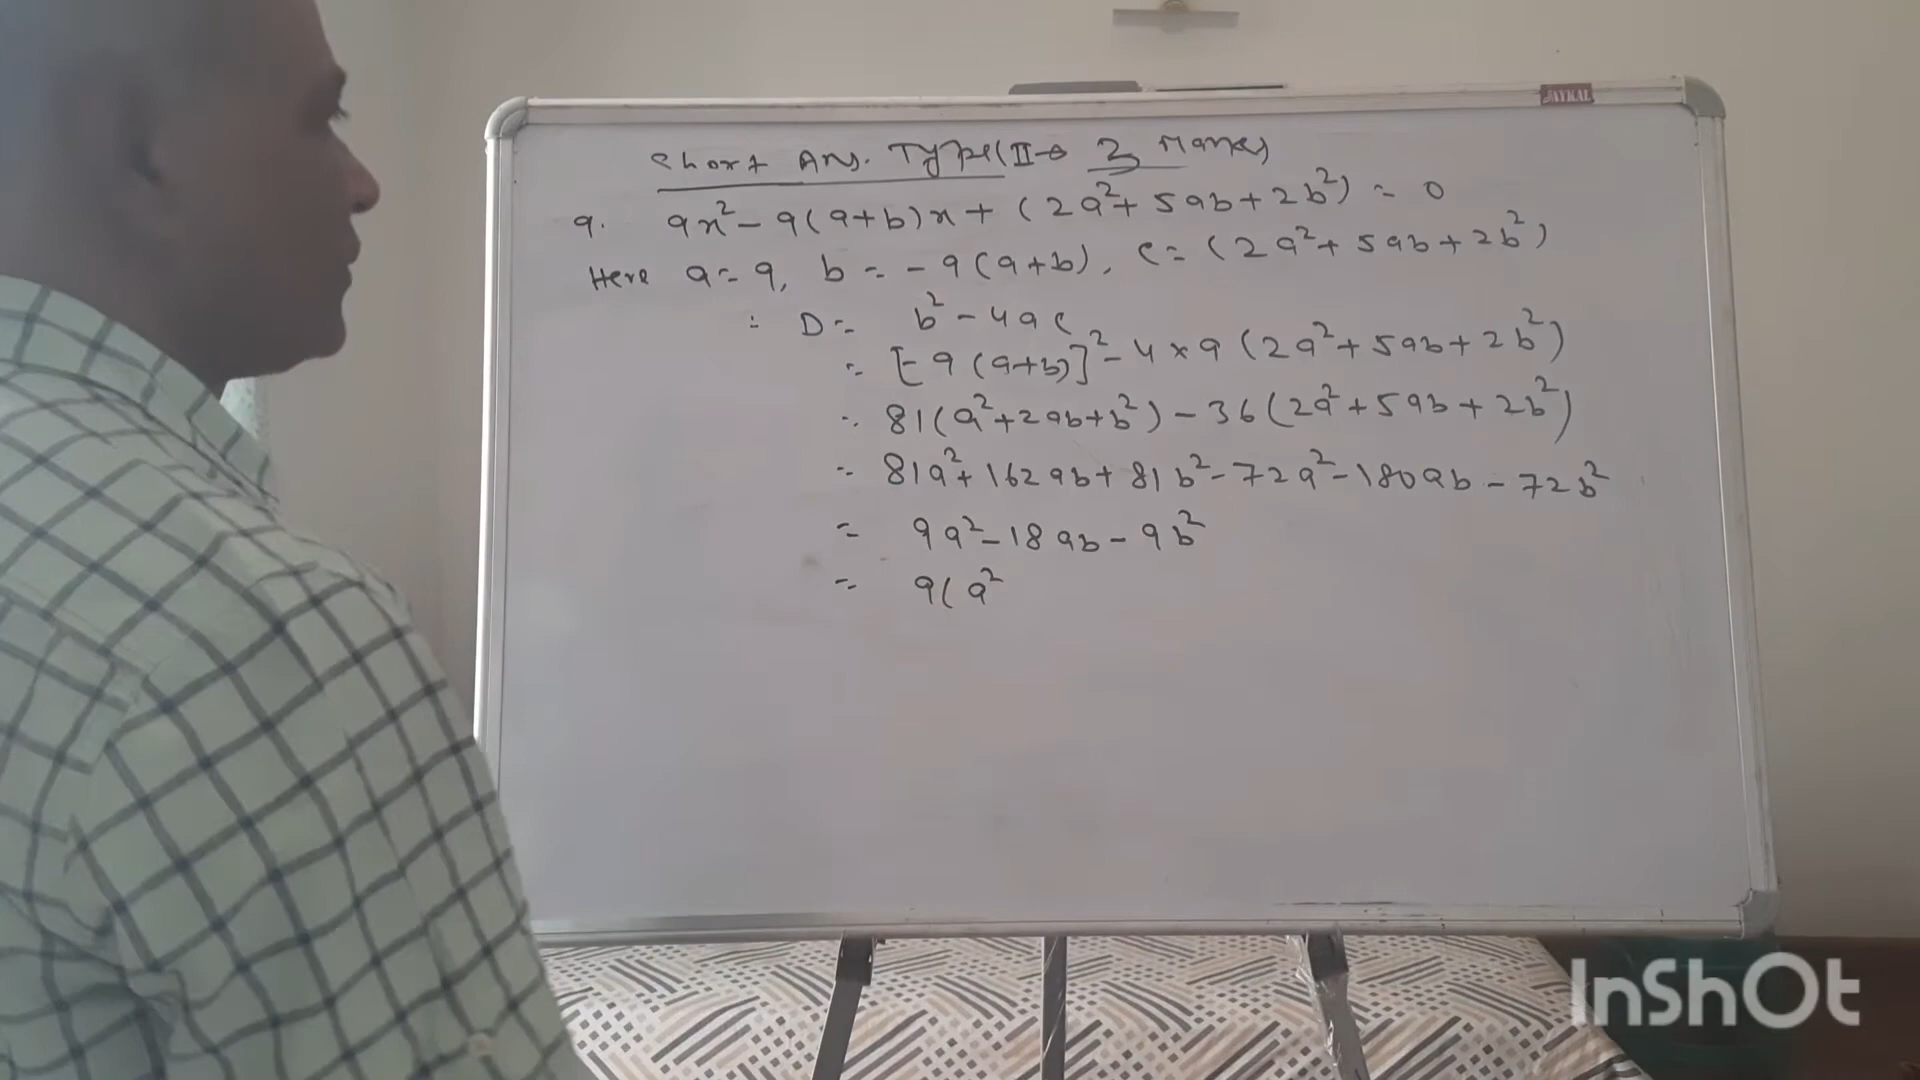 JAYKAL
Short Ans. Type(II → 3 Marks
9. 9x² - 9(a+b)x + (2a² + 5ab + 2b²) = 0
Here a = 9, b = - 9(a+b), c = (2a² + 5ab + 2b²)
∴ D = b² - 4ac
= [- 9 (a+b)]² - 4 × 9 (2a² + 5ab + 2b²)
= 81(a² + 2ab + b²) - 36(2a² + 5ab + 2b²)
= 81a² + 162ab + 81b² - 72a² - 180ab - 72b²
= 9a² - 18ab - 9b²
= 9(a²
InShOt